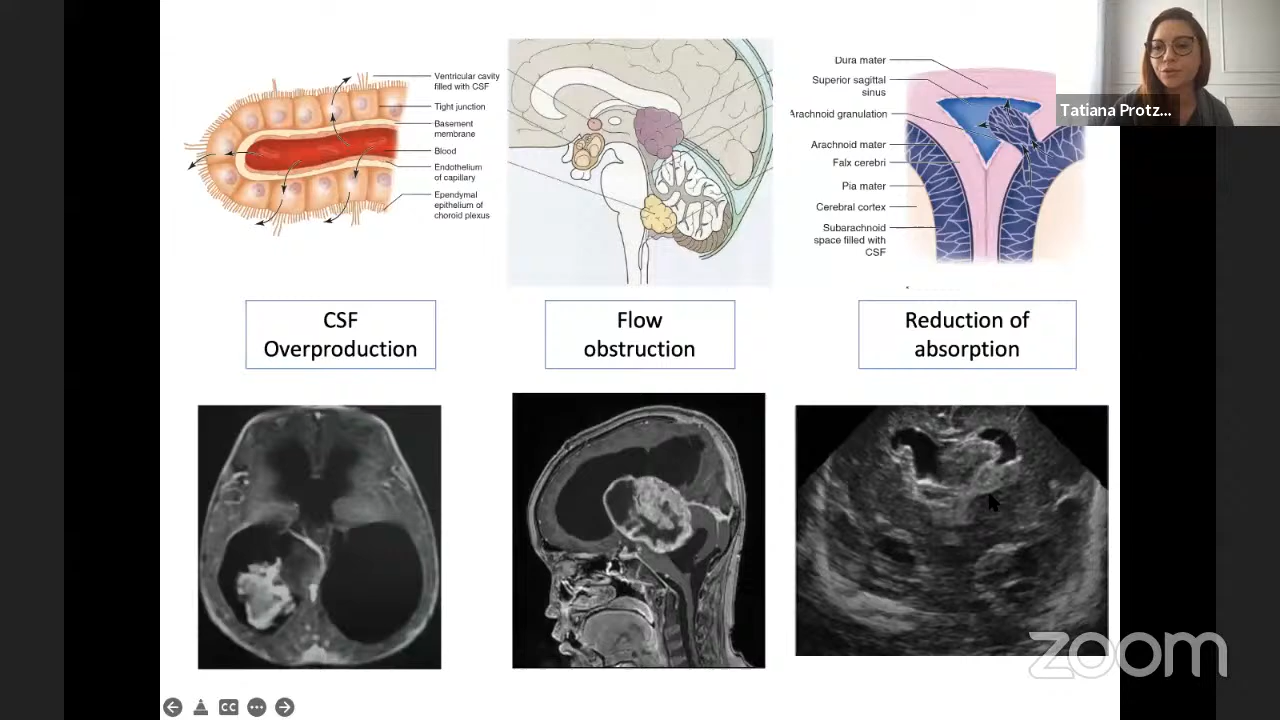 Ventricular cavity
filled with CSF
Tight junction
Basement
membrane
Blood
Endothelium
of capillary
Ependymal
epithelium of
choroid plexus
Dura mater
Superior sagittal
sinus
Arachnoid granulation
Arachnoid mater
Falx cerebri
Pia mater
Cerebral cortex
Subarachnoid
space filled with
CSF
Tatiana Protz...
CSF
Overproduction
Flow
obstruction
Reduction of
absorption
zoom
CC